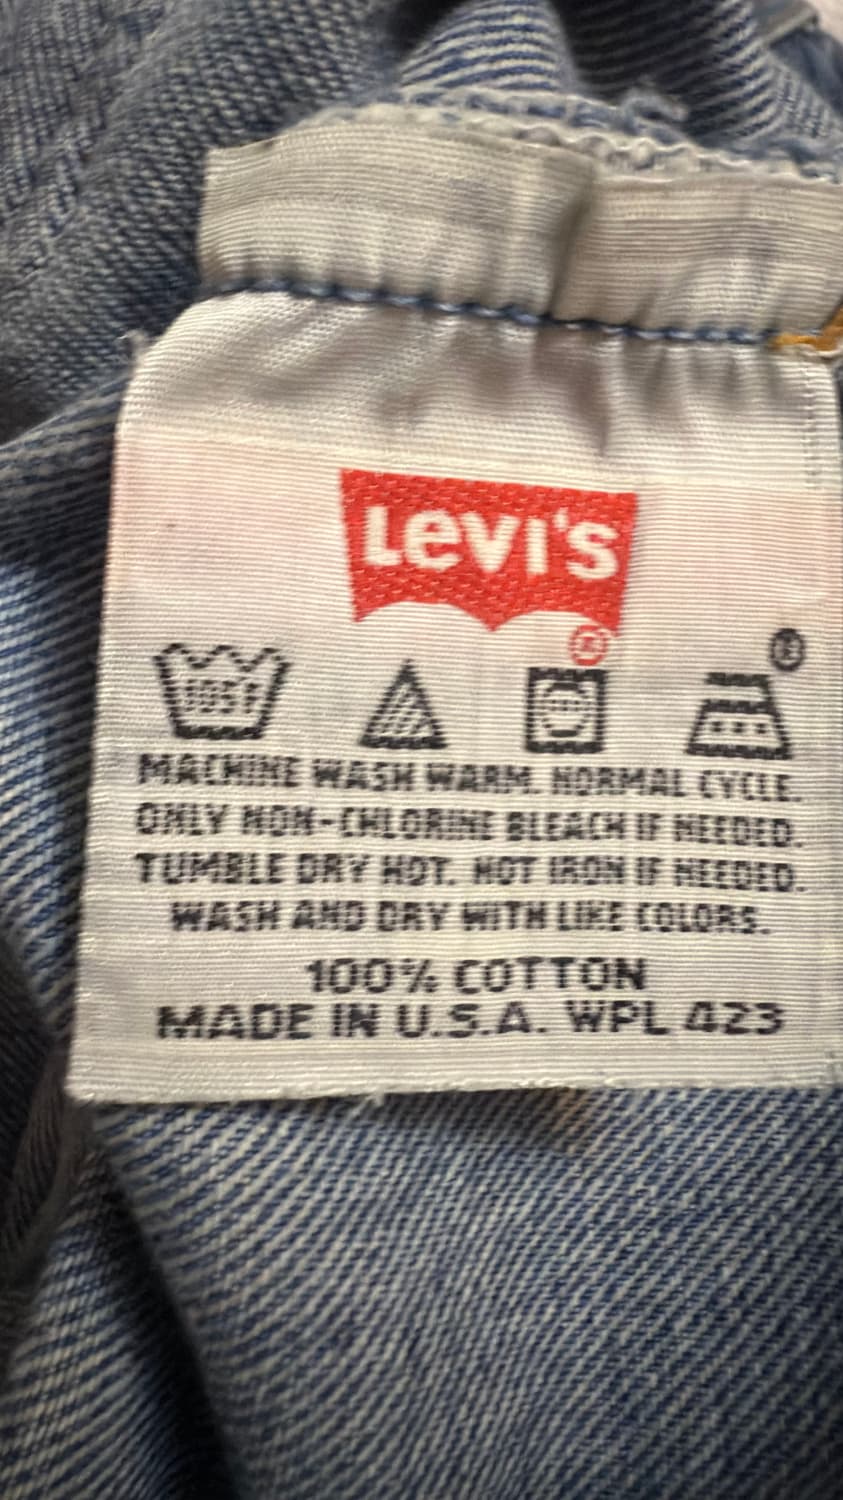 Levi's
®
®
105F
MACHINE WASH WARM. NORMAL CYCLE.
ONLY NON-CHLORINE BLEACH IF NEEDED.
TUMBLE DRY HOT. HOT IRON IF NEEDED.
WASH AND DRY WITH LIKE COLORS.
100% COTTON
MADE IN U.S.A. WPL 423